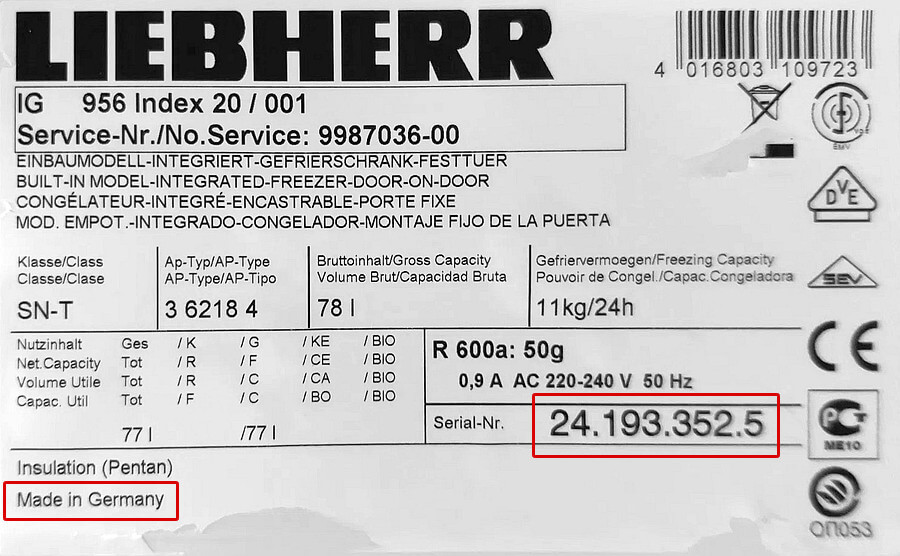 LIEBHERR
4 016803 109723
IG 956 Index 20 / 001
Service-Nr./No.Service: 9987036-00
EINBAUMODELL-INTEGRIERT-GEFRIERSCHRANK-FESTTUER
BUILT-IN MODEL-INTEGRATED-FREEZER-DOOR-ON-DOOR
CONGÉLATEUR-INTEGRÉ-ENCASTRABLE-PORTE FIXE
MOD. EMPOT.-INTEGRADO-CONGELADOR-MONTAJE FIJO DE LA PUERTA
EMV
DVE
SEV
Klasse/Class
Classe/Clase
SN-T
Ap-Typ/AP-Type
AP-Type/AP-Tipo
3 6218 4
Bruttoinhalt/Gross Capacity
Volume Brut/Capacidad Bruta
78 l
Gefriervermoegen/Freezing Capacity
Pouvoir de Congel./Capac.Congeladora
11kg/24h
Nutzinhalt Ges / K / G / KE / BIO
Net.Capacity Tot / R / F / CE / BIO
Volume Utile Tot / R / C / CA / BIO
Capac. Util Tot / F / C / BO / BIO
77 l /77 l
R 600a: 50g
0,9 A AC 220-240 V 50 Hz
Serial-Nr. 24.193.352.5
CE
РСТ
ME10
Insulation (Pentan)
Made in Germany
ОП053